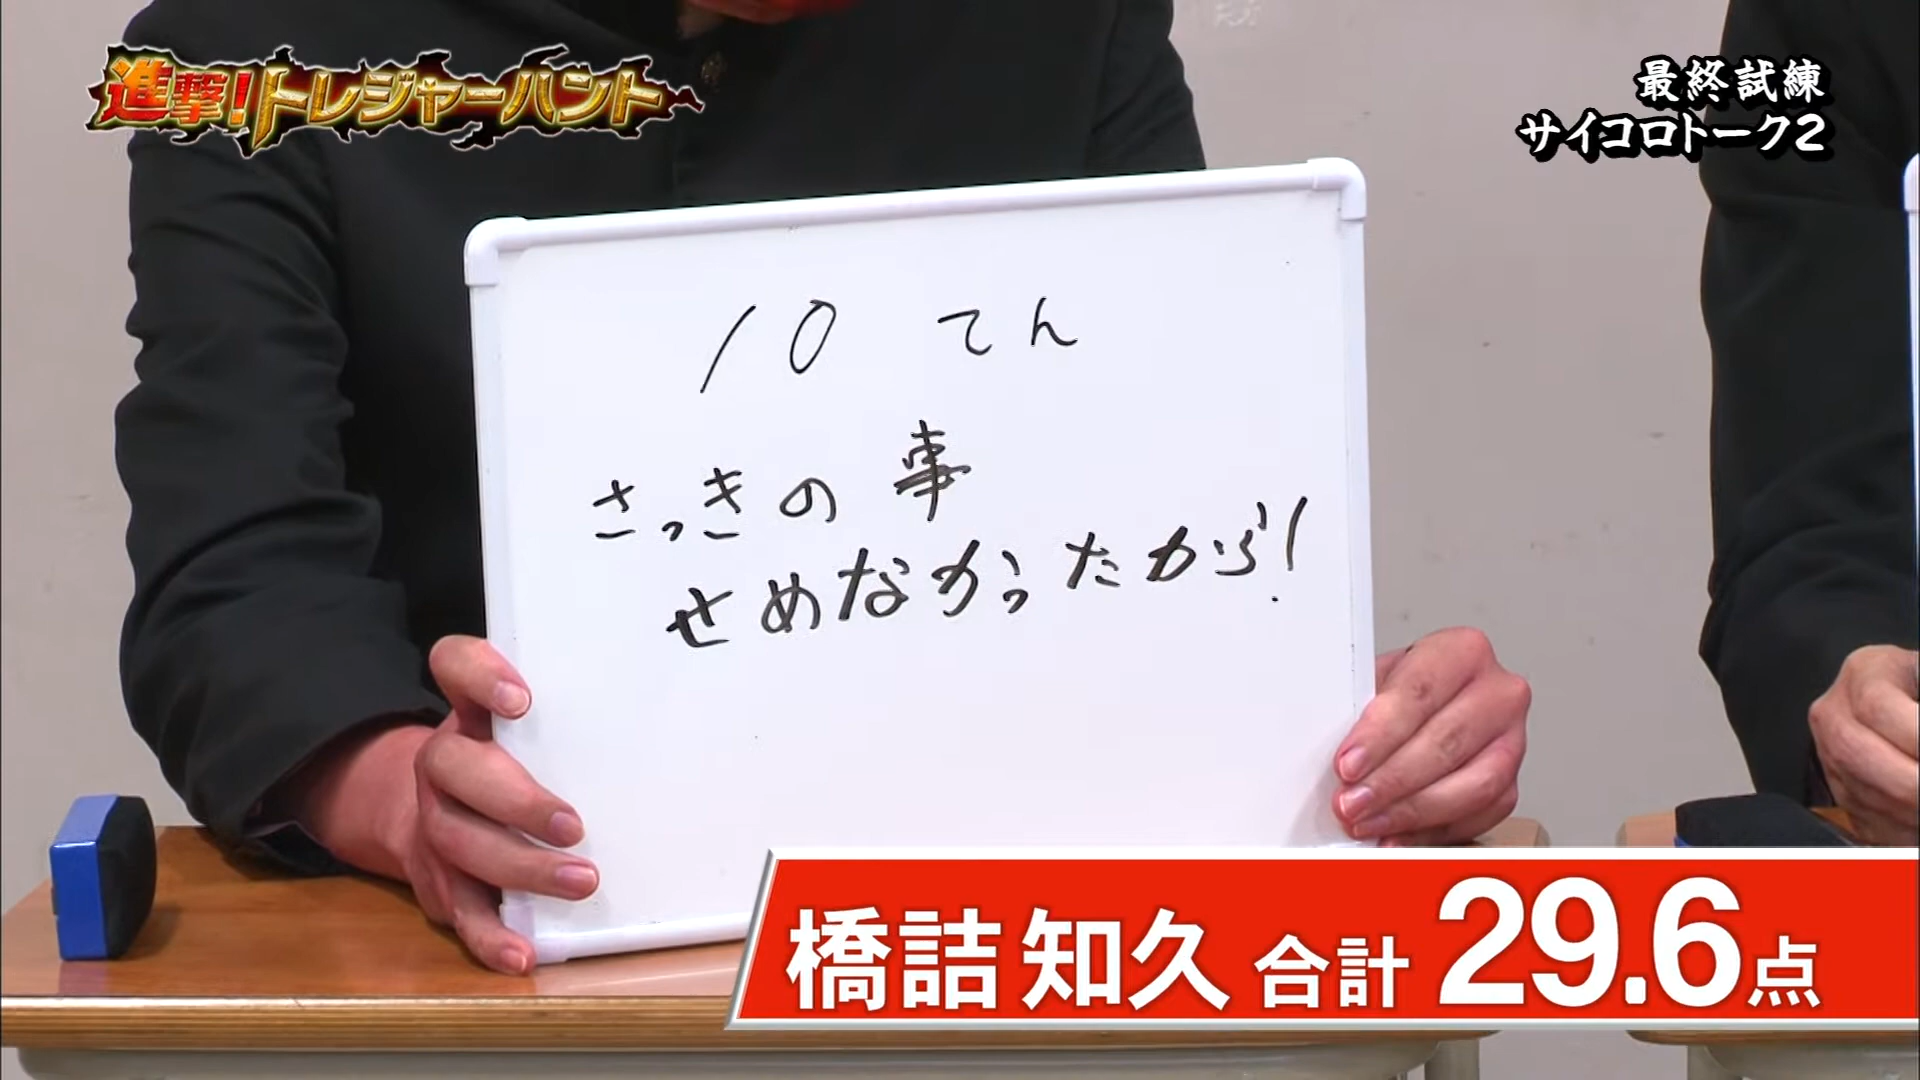 進撃!トレジャーハント
最終試練
サイコロトーク2
10 てん
さっきの事
せめなかったから!
橋詰 知久 合計 29.6点